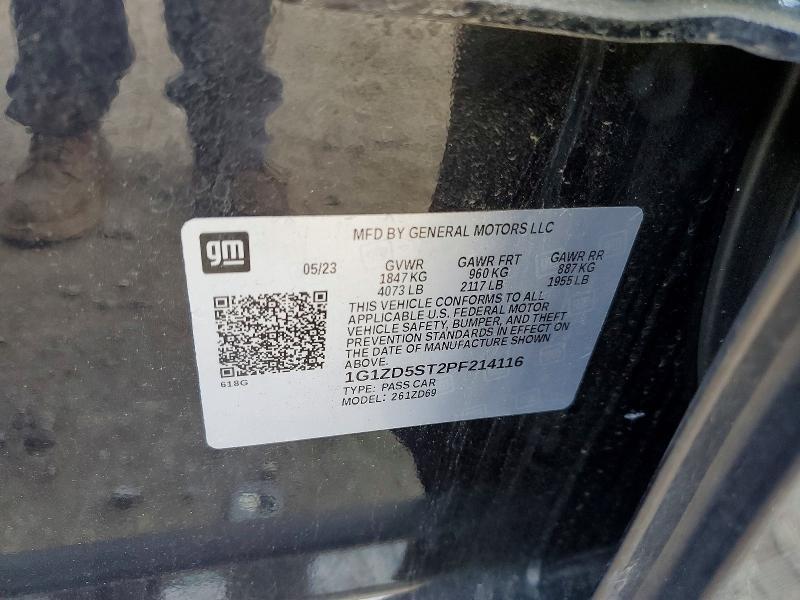 gm
MFD BY GENERAL MOTORS LLC
05/23 GVWR GAWR FRT GAWR RR
1847 KG 960 KG 887 KG
4073 LB 2117 LB 1955 LB
THIS VEHICLE CONFORMS TO ALL
APPLICABLE U.S. FEDERAL MOTOR
VEHICLE SAFETY, BUMPER, AND THEFT
PREVENTION STANDARDS IN EFFECT ON
THE DATE OF MANUFACTURE SHOWN
ABOVE.
1G1ZD5ST2PF214116
TYPE: PASS CAR
MODEL: 261ZD69
618G